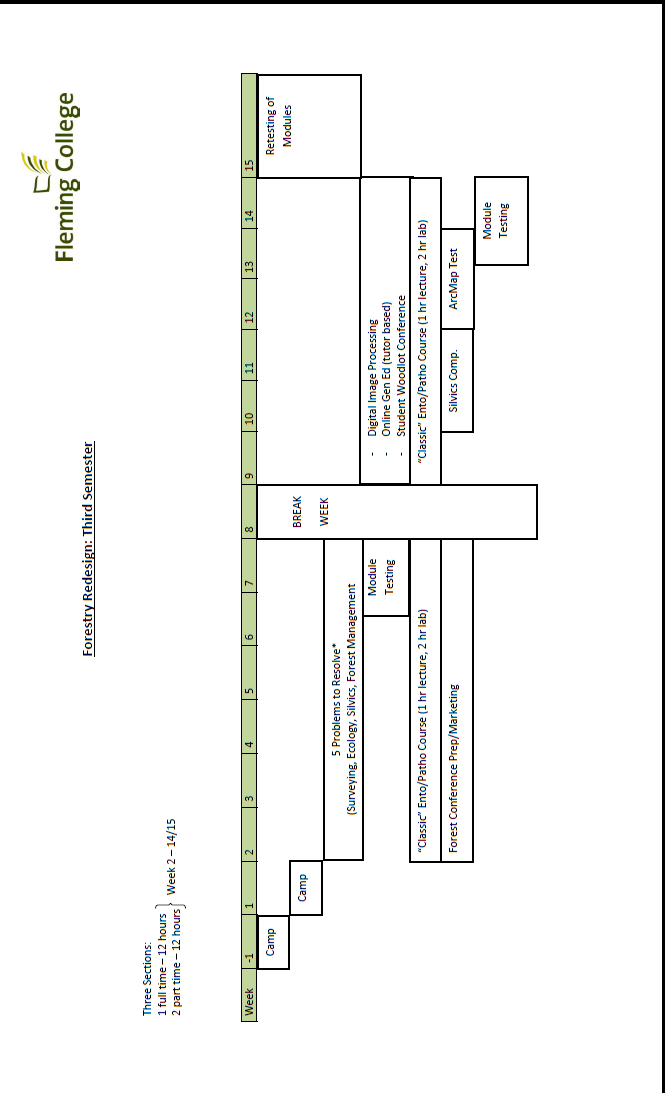 Fleming College
Forestry Redesign: Third Semester
Three Sections:
1 full time – 12 hours
2 part time – 12 hours
Week 2 – 14/15
Week -1 1 2 3 4 5 6 7 8 9 10 11 12 13 14 15
Camp
Camp
5 Problems to Resolve*
(Surveying, Ecology, Silvics, Forest Management
Module
Testing
"Classic" Ento/Patho Course (1 hr lecture, 2 hr lab)
Forest Conference Prep/Marketing
BREAK
WEEK
- Digital Image Processing
- Online Gen Ed (tutor based)
- Student Woodlot Conference
"Classic" Ento/Patho Course (1 hr lecture, 2 hr lab)
Silvics Comp.
ArcMap Test
Module
Testing
Retesting of
Modules